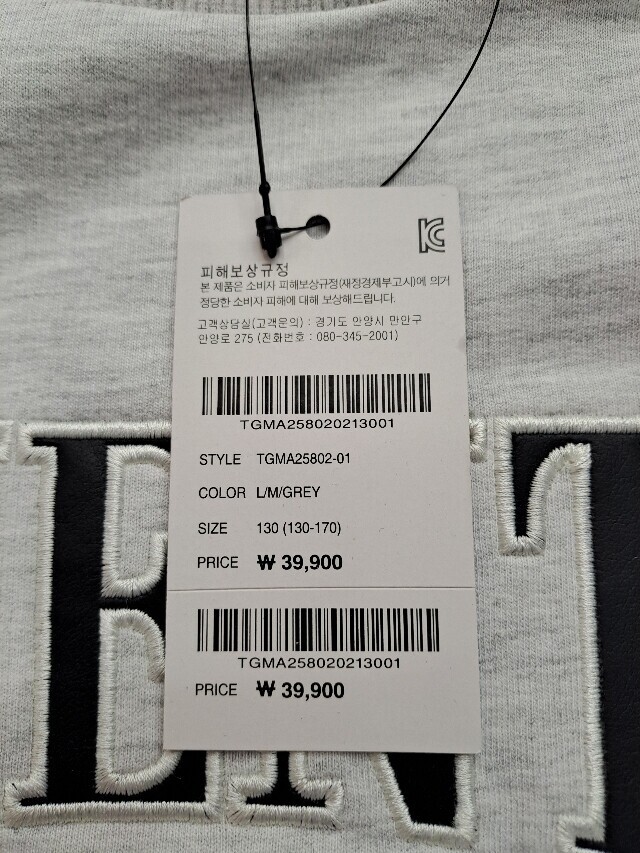 피해보상규정
본 제품은 소비자 피해보상규정(재정경제부고시)에 의거
정당한 소비자 피해에 대해 보상해드립니다.
고객상담실(고객문의) : 경기도 안양시 만안구
안양로 275 (전화번호 : 080-345-2001)
TGMA258020213001
STYLE TGMA25802-01
COLOR L/M/GREY
SIZE 130 (130-170)
PRICE ₩ 39,900
TGMA258020213001
PRICE ₩ 39,900